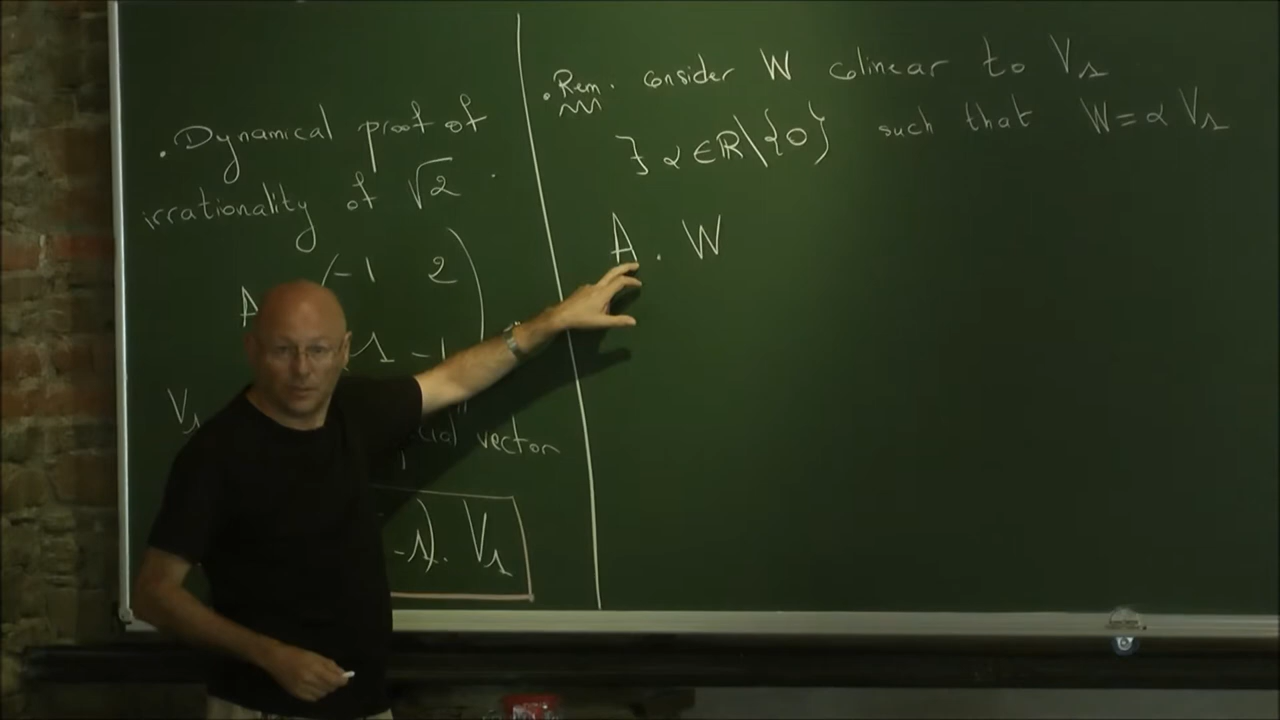 . Dynamical proof of
irrationality of √2 .
A (-1 2
1 -1)
V₁ vector
-1). V₁
. Rem. consider W colinear to V₁
∃ α ∈ ℝ\{0} such that W = α V₁
A . W